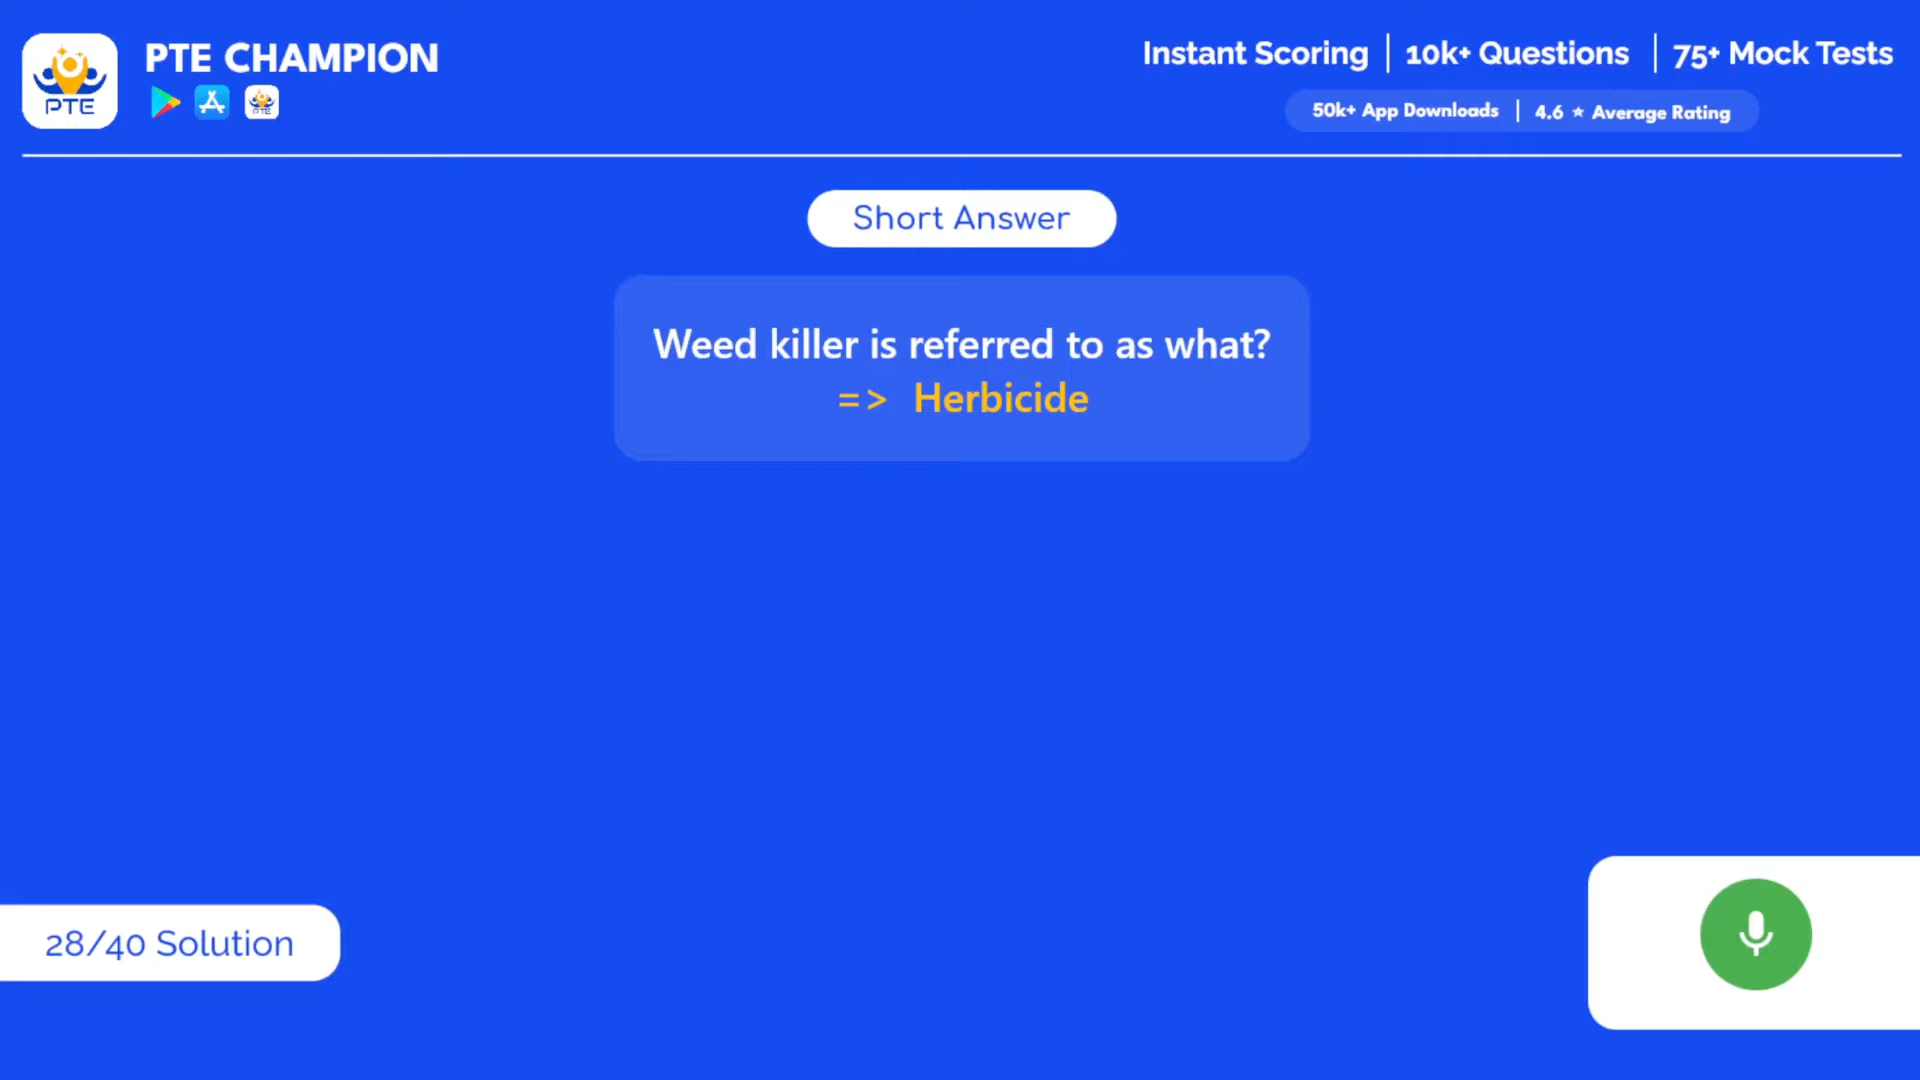 PTE CHAMPION
PTE
PTE
Instant Scoring | 10k+ Questions | 75+ Mock Tests
50k+ App Downloads | 4.6 ★ Average Rating
Short Answer
Weed killer is referred to as what?
=> Herbicide
28/40 Solution